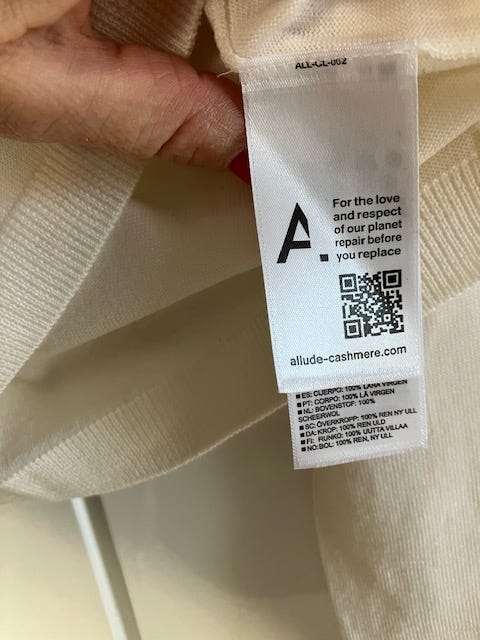 ALL-CL-002
A.
For the love
and respect
of our planet
repair before
you replace
allude-cashmere.com
■ ES: CUERPO: 100% LANA VIRGEN
■ PT: CORPO: 100% LÃ VIRGEN
■ NL: BOVENSTOF: 100%
SCHEERWOL
■ SC: ÖVERKROPP: 100% REN NY ULL
■ DA: KROP: 100% REN ULD
■ FI: RUNKO: 100% UUTTA VILLAA
■ NO: BOL: 100% REN, NY ULL